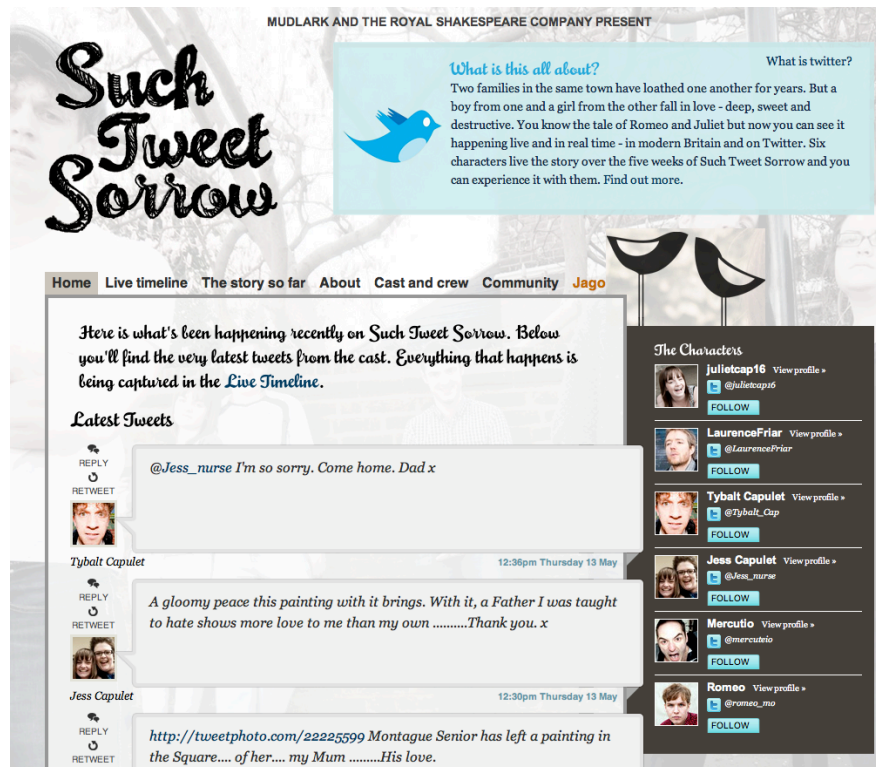 MUDLARK AND THE ROYAL SHAKESPEARE COMPANY PRESENT
Such
Tweet
Sorrow
What is twitter?
What is this all about?
Two families in the same town have loathed one another for years. But a
boy from one and a girl from the other fall in love - deep, sweet and
destructive. You know the tale of Romeo and Juliet but now you can see it
happening live and in real time - in modern Britain and on Twitter. Six
characters live the story over the five weeks of Such Tweet Sorrow and you
can experience it with them. Find out more.
Home Live timeline The story so far About Cast and crew Community Jago
Here is what's been happening recently on Such Tweet Sorrow. Below
you'll find the very latest tweets from the cast. Everything that happens is
being captured in the Live Timeline.
Latest Tweets
REPLY
RETWEET
@Jess_nurse I'm so sorry. Come home. Dad x
Tybalt Capulet
12:36pm Thursday 13 May
REPLY
RETWEET
A gloomy peace this painting with it brings. With it, a Father I was taught
to hate shows more love to me than my own ..........Thank you. x
Jess Capulet
12:30pm Thursday 13 May
REPLY
RETWEET
http://tweetphoto.com/22225599 Montague Senior has left a painting in
the Square.... of her.... my Mum .........His love.
The Characters
julietcap16 View profile »
@julietcap16
FOLLOW
LaurenceFriar View profile »
@LaurenceFriar
FOLLOW
Tybalt Capulet View profile »
@Tybalt_Cap
FOLLOW
Jess Capulet View profile »
@Jess_nurse
FOLLOW
Mercutio View profile »
@mercuteio
FOLLOW
Romeo View profile »
@romeo_mo
FOLLOW